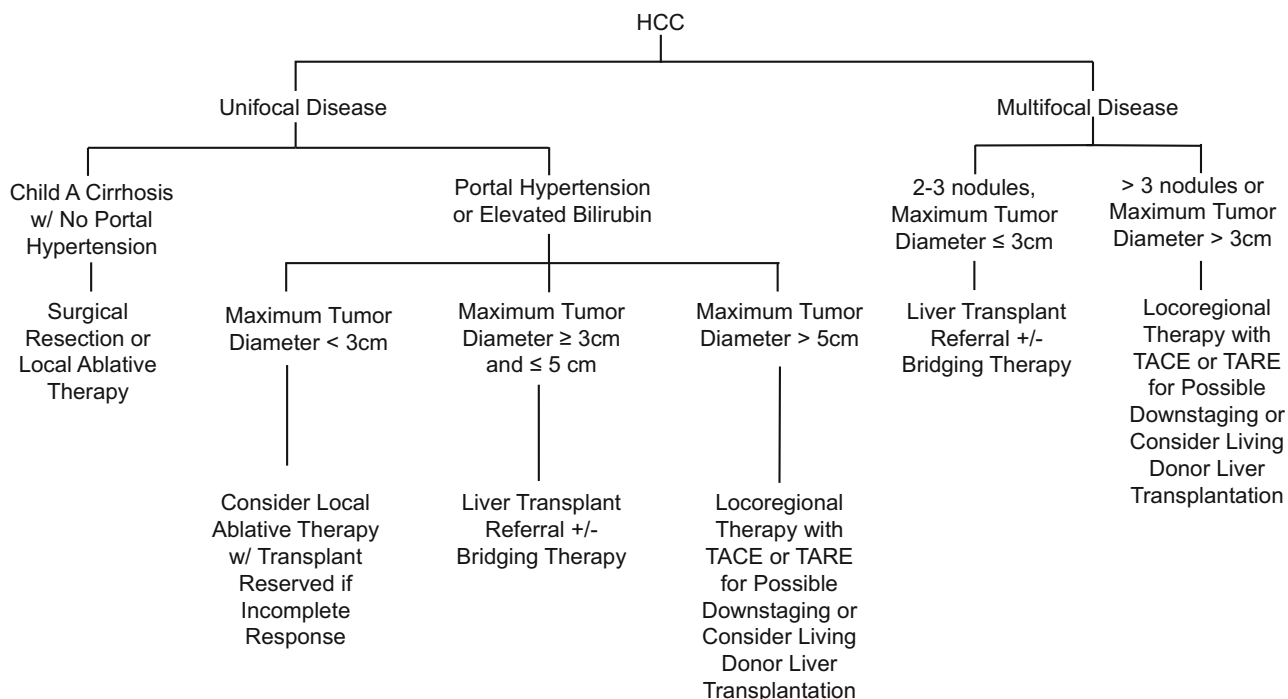 HCC
Unifocal Disease
Multifocal Disease
Child A Cirrhosis
w/ No Portal
Hypertension
Portal Hypertension
or Elevated Bilirubin
2-3 nodules,
Maximum Tumor
Diameter ≤ 3cm
> 3 nodules or
Maximum Tumor
Diameter > 3cm
Surgical
Resection or
Local Ablative
Therapy
Maximum Tumor
Diameter < 3cm
Maximum Tumor
Diameter ≥ 3cm
and ≤ 5 cm
Maximum Tumor
Diameter > 5cm
Liver Transplant
Referral +/-
Bridging Therapy
Locoregional
Therapy with
TACE or TARE
for Possible
Downstaging or
Consider Living
Donor Liver
Transplantation
Consider Local
Ablative Therapy
w/ Transplant
Reserved if
Incomplete
Response
Liver Transplant
Referral +/-
Bridging Therapy
Locoregional
Therapy with
TACE or TARE
for Possible
Downstaging or
Consider Living
Donor Liver
Transplantation